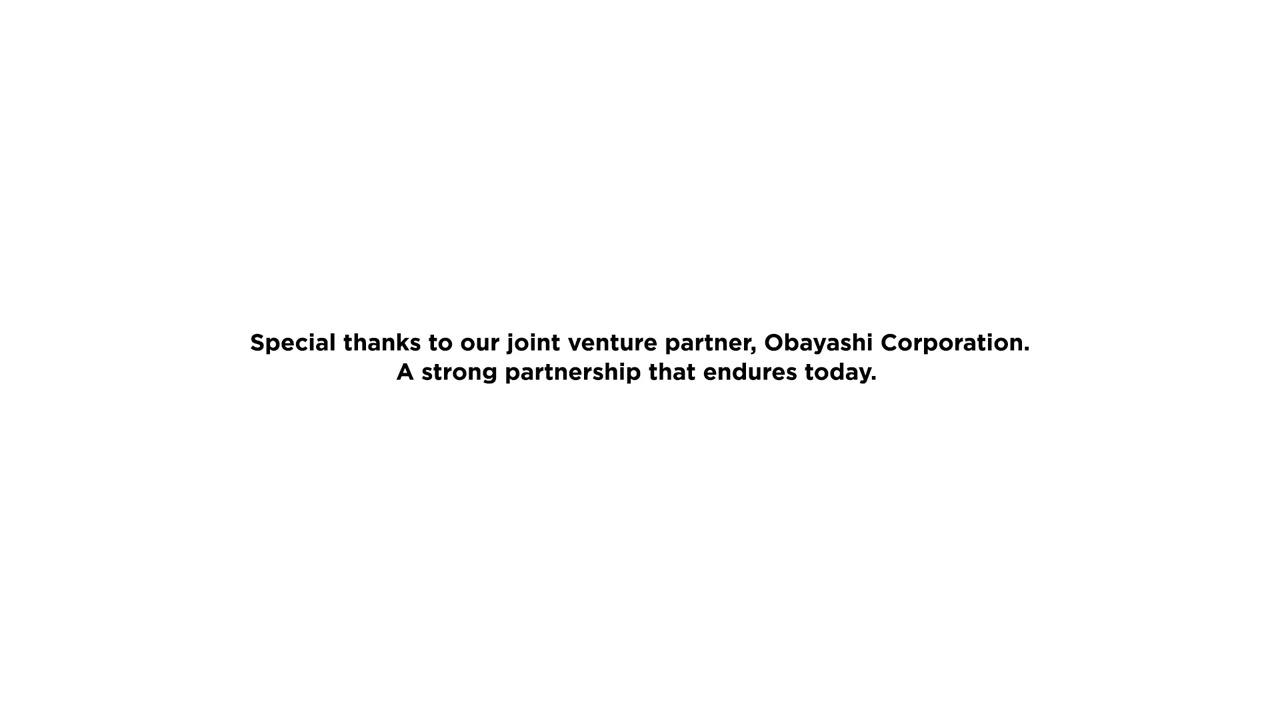 Special thanks to our joint venture partner, Obayashi Corporation.
A strong partnership that endures today.